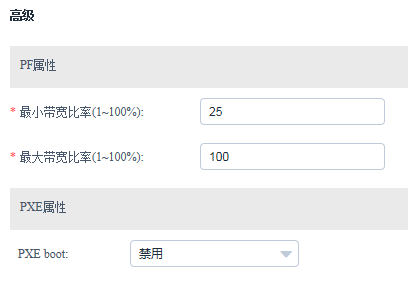 高级
PF属性
* 最小带宽比率(1~100%): 25
* 最大带宽比率(1~100%): 100
PXE属性
PXE boot: 禁用